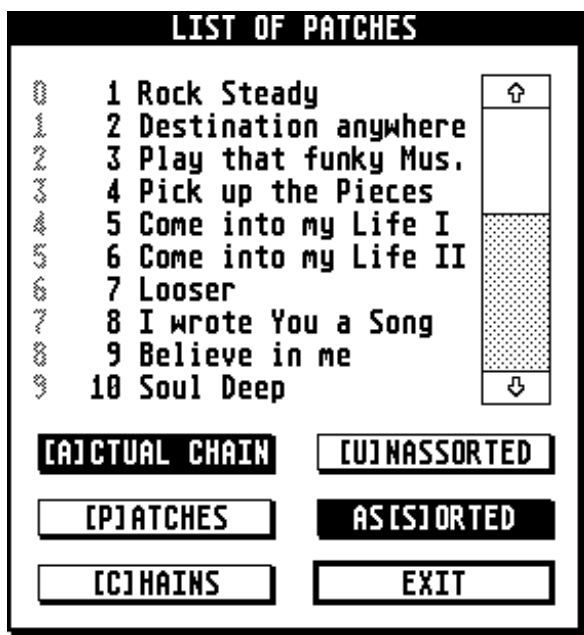 LIST OF PATCHES
0 1 Rock Steady
1 2 Destination anywhere
2 3 Play that funky Mus.
3 4 Pick up the Pieces
4 5 Come into my Life I
5 6 Come into my Life II
6 7 Looser
7 8 I wrote You a Song
8 9 Believe in me
9 10 Soul Deep
[A]CTUAL CHAIN [U]NASSORTED
[P]ATCHES AS[S]ORTED
[C]HAINS EXIT